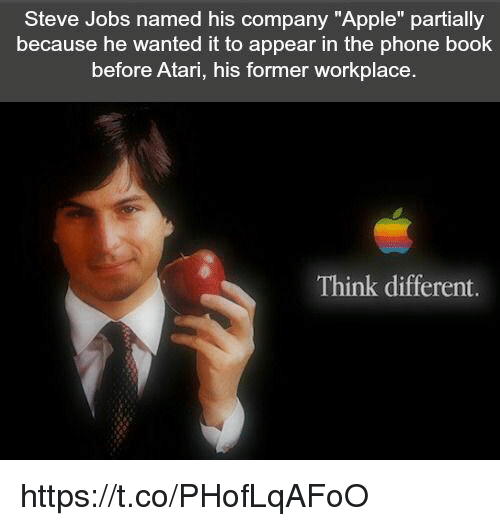 Steve Jobs named his company "Apple" partially
because he wanted it to appear in the phone book
before Atari, his former workplace.
Think different.
https://t.co/PHofLqAFoO